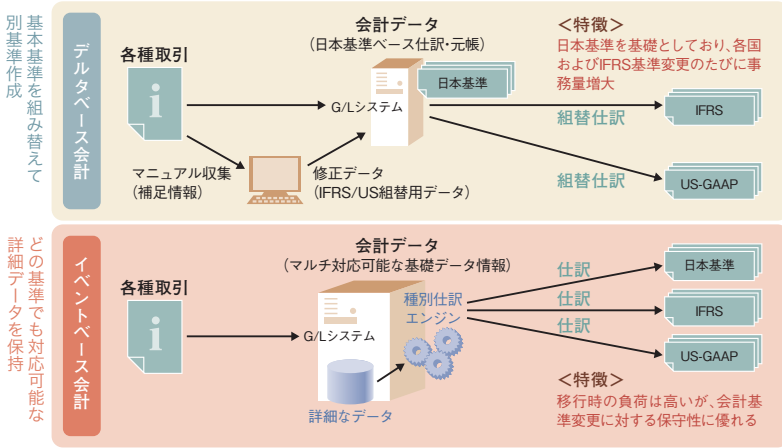 基本基準を組み替えて
別基準作成
デルタベース会計
各種取引
i
会計データ
(日本基準ベース仕訳・元帳)
G/Lシステム
日本基準
マニュアル収集
(補足情報)
修正データ
(IFRS/US組替用データ)
<特徴>
日本基準を基礎としており、各国
およびIFRS基準変更のたびに事
務量増大
組替仕訳
IFRS
組替仕訳
US-GAAP
どの基準でも対応可能な
詳細データを保持
イベントベース会計
各種取引
i
会計データ
(マルチ対応可能な基礎データ情報)
G/Lシステム
種別仕訳
エンジン
詳細なデータ
仕訳
日本基準
仕訳
IFRS
仕訳
US-GAAP
<特徴>
移行時の負荷は高いが、会計基
準変更に対する保守性に優れる